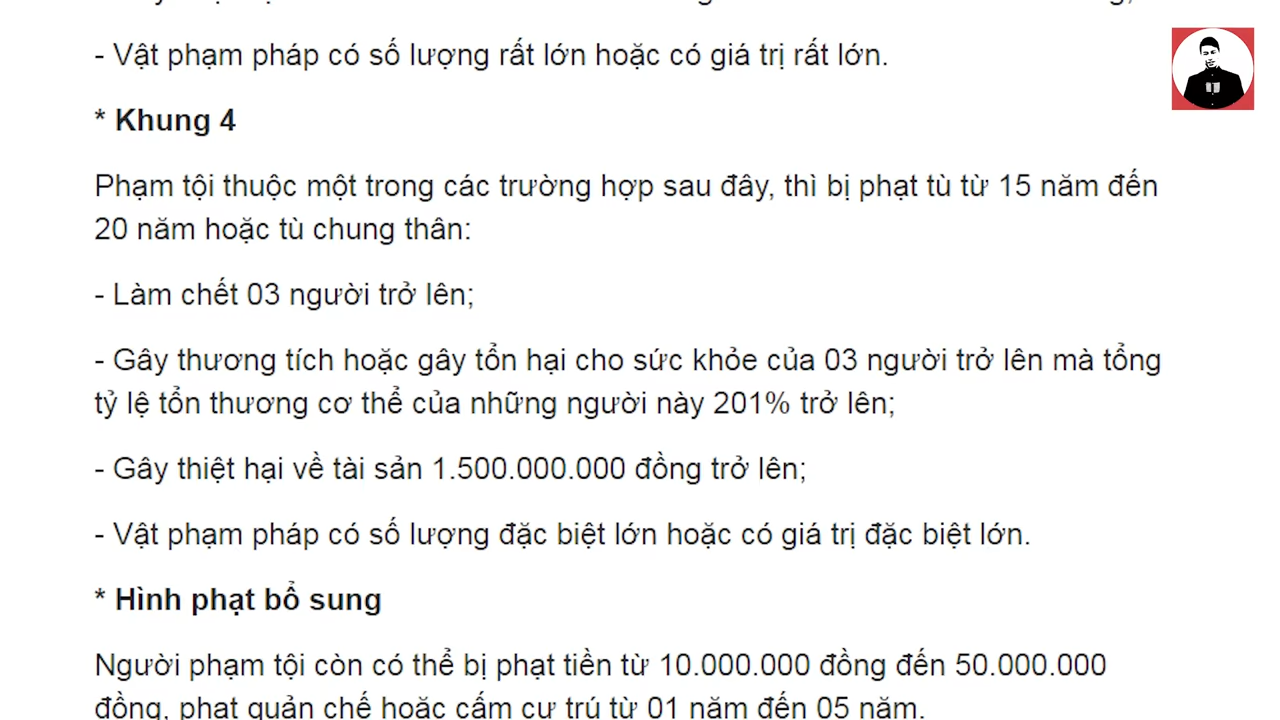 - Vật phạm pháp có số lượng rất lớn hoặc có giá trị rất lớn.
* Khung 4
Phạm tội thuộc một trong các trường hợp sau đây, thì bị phạt tù từ 15 năm đến
20 năm hoặc tù chung thân:
- Làm chết 03 người trở lên;
- Gây thương tích hoặc gây tổn hại cho sức khỏe của 03 người trở lên mà tổng
tỷ lệ tổn thương cơ thể của những người này 201% trở lên;
- Gây thiệt hại về tài sản 1.500.000.000 đồng trở lên;
- Vật phạm pháp có số lượng đặc biệt lớn hoặc có giá trị đặc biệt lớn.
* Hình phạt bổ sung
Người phạm tội còn có thể bị phạt tiền từ 10.000.000 đồng đến 50.000.000
đồng, phạt quản chế hoặc cấm cư trú từ 01 năm đến 05 năm.